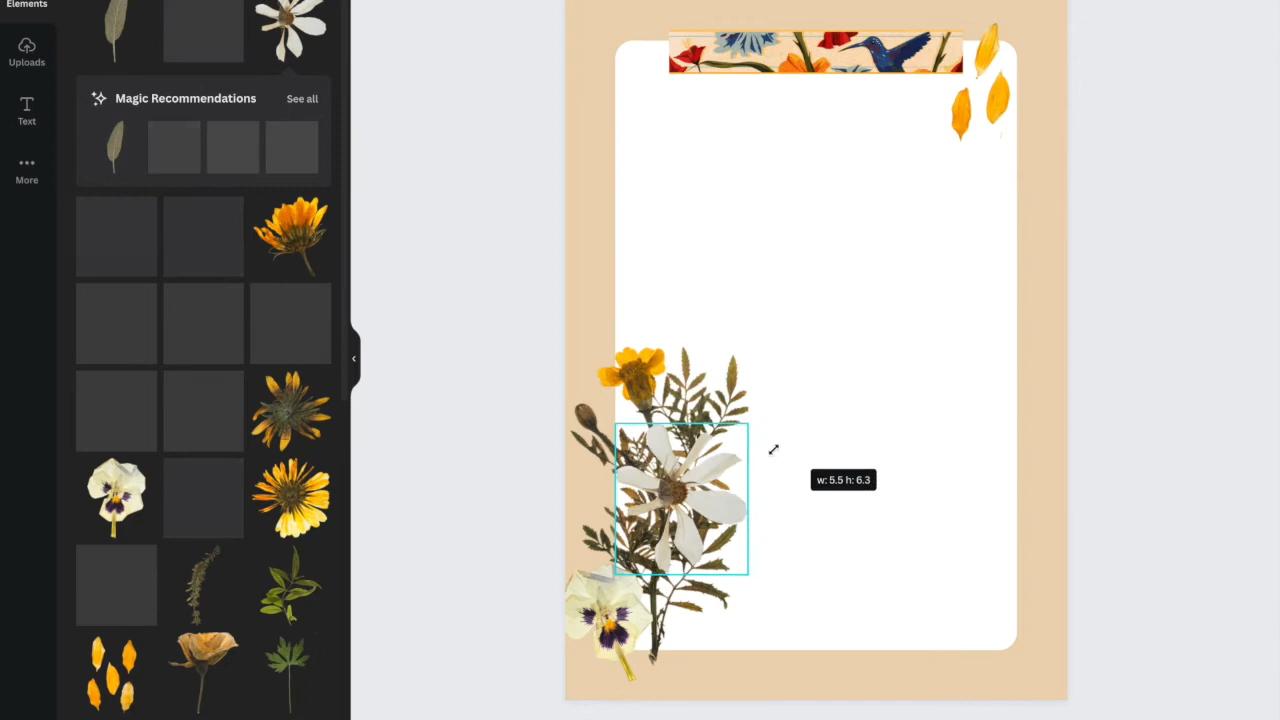 Elements
Uploads
Text
More
Magic Recommendations
See all
w: 5.5 h: 6.3